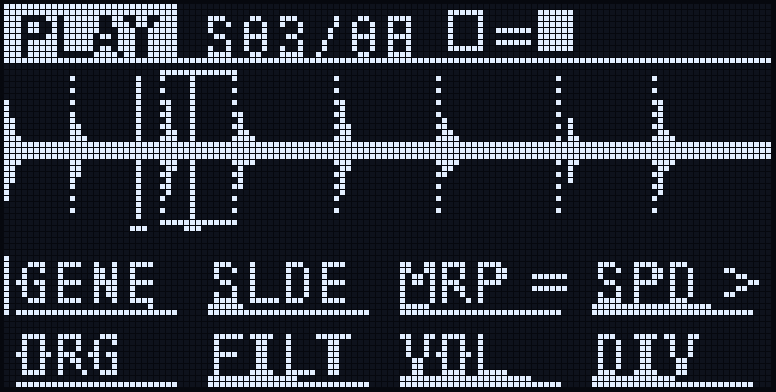 PLAY S03/08 □=■
GENE SLDE MRP = SPD >
ORG FILT VOL DIV